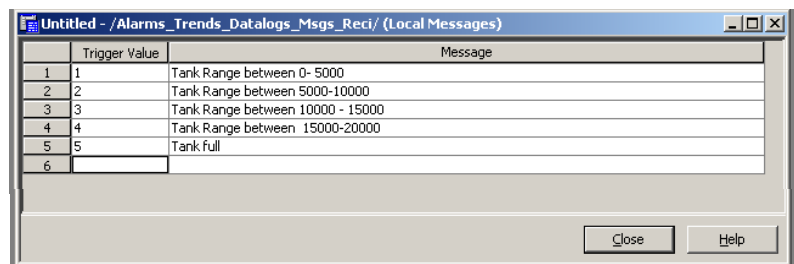 Untitled - /Alarms_Trends_Datalogs_Msgs_Reci/ (Local Messages)
Trigger Value Message
1 1 Tank Range between 0- 5000
2 2 Tank Range between 5000-10000
3 3 Tank Range between 10000 - 15000
4 4 Tank Range between  15000-20000
5 5 Tank full
6
Close Help